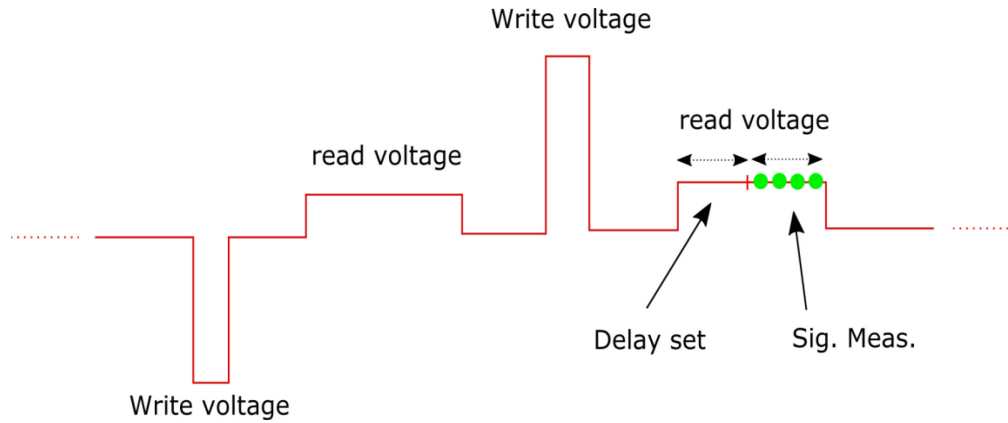 Write voltage
read voltage
read voltage
Delay set
Sig. Meas.
Write voltage